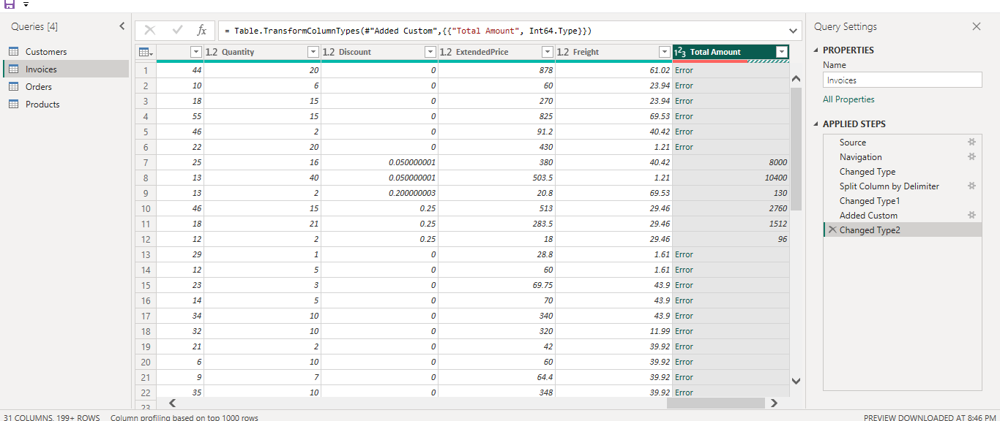 Queries [4]
Customers
Invoices
Orders
Products
fx = Table.TransformColumnTypes(#"Added Custom",{{"Total Amount", Int64.Type}})
1.2 Quantity 1.2 Discount 1.2 ExtendedPrice 1.2 Freight 123 Total Amount
1 44 20 0 878 61.02 Error
2 10 6 0 60 23.94 Error
3 18 15 0 270 23.94 Error
4 55 15 0 825 69.53 Error
5 46 2 0 91.2 40.42 Error
6 22 20 0 430 1.21 Error
7 25 16 0.050000001 380 40.42 8000
8 13 40 0.050000001 503.5 1.21 10400
9 13 2 0.200000003 20.8 69.53 130
10 46 15 0.25 513 29.46 2760
11 18 21 0.25 283.5 29.46 1512
12 12 2 0.25 18 29.46 96
13 29 1 0 28.8 1.61 Error
14 12 5 0 60 1.61 Error
15 23 3 0 69.75 43.9 Error
16 14 5 0 70 43.9 Error
17 34 10 0 340 43.9 Error
18 32 10 0 320 11.99 Error
19 21 2 0 42 39.92 Error
20 6 10 0 60 39.92 Error
21 9 7 0 64.4 39.92 Error
22 35 10 0 348 39.92 Error
23
Query Settings
PROPERTIES
Name
Invoices
All Properties
APPLIED STEPS
Source
Navigation
Changed Type
Split Column by Delimiter
Changed Type1
Added Custom
Changed Type2
31 COLUMNS, 199+ ROWS Column profiling based on top 1000 rows
PREVIEW DOWNLOADED AT 8:46 PM